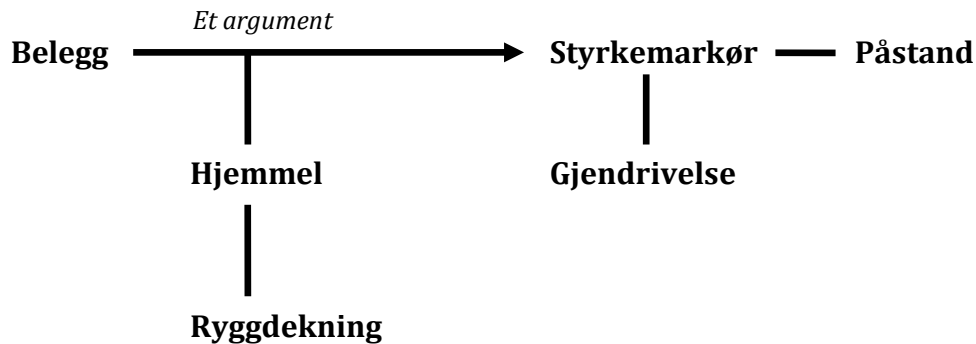 Et argument
Belegg Styrkemarkør Påstand
Hjemmel Gjendrivelse
Ryggdekning